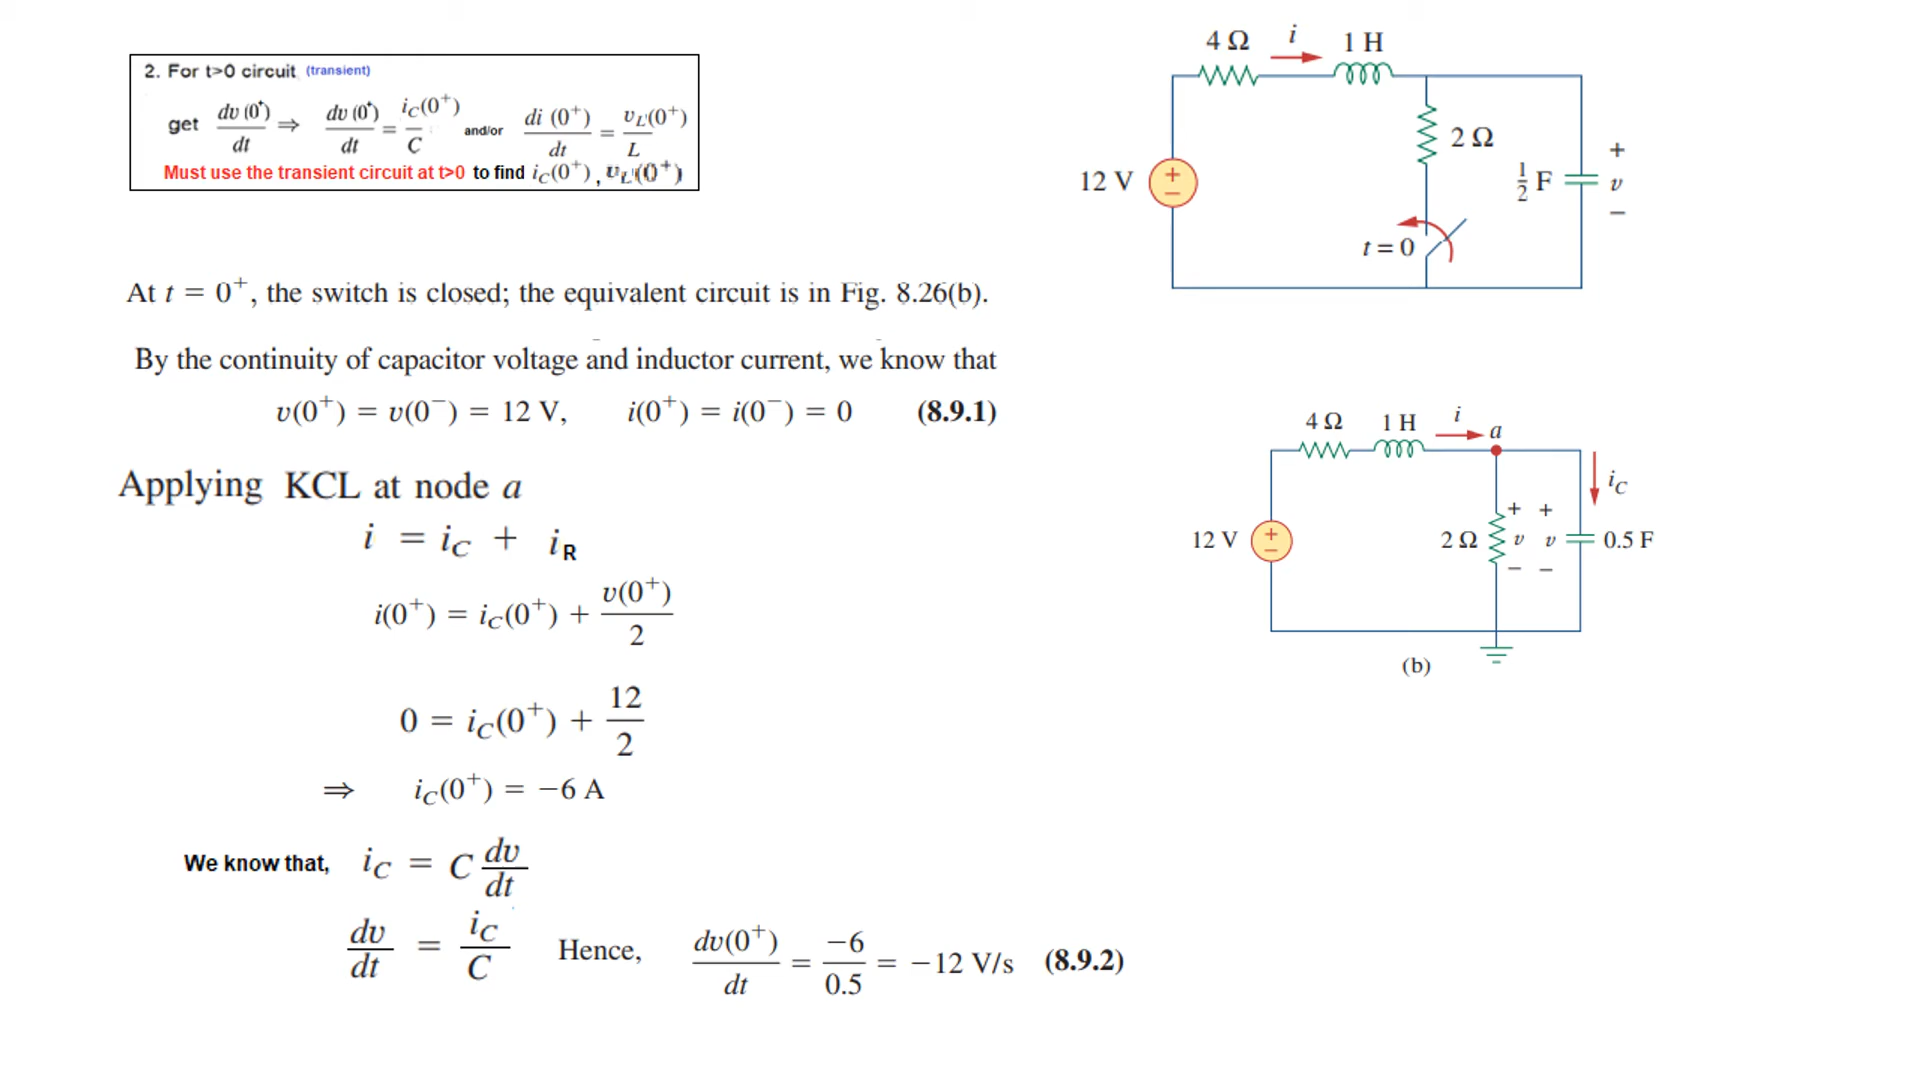 2. For t>0 circuit (transient)
get dv(0⁺)/dt ⇒ dv(0⁺)/dt = i_C(0⁺)/C and/or di(0⁺)/dt = v_L(0⁺)/L
Must use the transient circuit at t>0 to find i_C(0⁺), v_L(0⁺)
At t = 0⁺, the switch is closed; the equivalent circuit is in Fig. 8.26(b).
By the continuity of capacitor voltage and inductor current, we know that
v(0⁺) = v(0⁻) = 12 V, i(0⁺) = i(0⁻) = 0 (8.9.1)
Applying KCL at node a
i = i_C + i_R
i(0⁺) = i_C(0⁺) + v(0⁺)/2
0 = i_C(0⁺) + 12/2
⇒ i_C(0⁺) = −6 A
We know that, i_C = C dv/dt
dv/dt = i_C/C Hence, dv(0⁺)/dt = −6/0.5 = −12 V/s (8.9.2)
4 Ω i 1 H
2 Ω
12 V + −
1/2 F + v −
t = 0
4 Ω 1 H i a
i_C
12 V + − 2 Ω + v − + v − 0.5 F
(b)